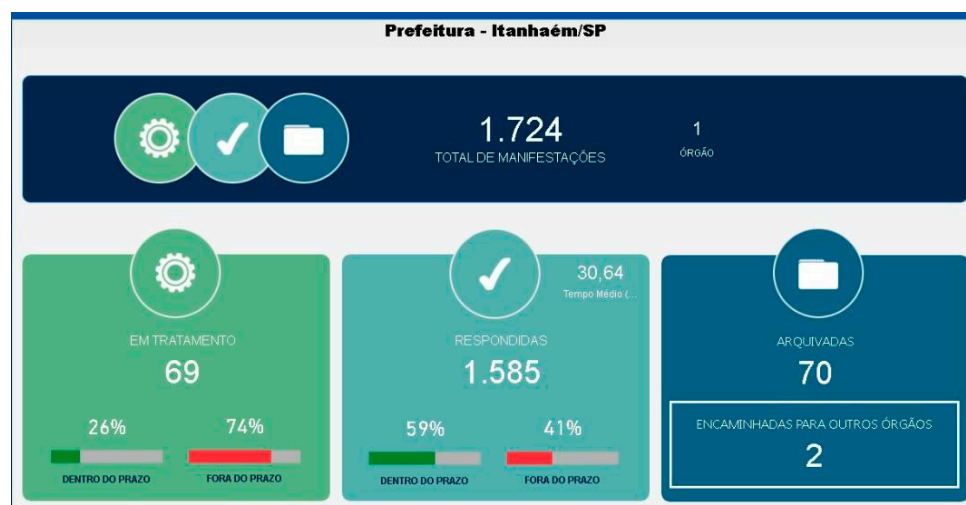 Prefeitura - Itanhaém/SP
1.724
TOTAL DE MANIFESTAÇÕES
1
ÓRGÃO
30,64
Tempo Médio (...
EM TRATAMENTO
69
26%
74%
DENTRO DO PRAZO
FORA DO PRAZO
RESPONDIDAS
1.585
59%
41%
DENTRO DO PRAZO
FORA DO PRAZO
ARQUIVADAS
70
ENCAMINHADAS PARA OUTROS ÓRGÃOS
2